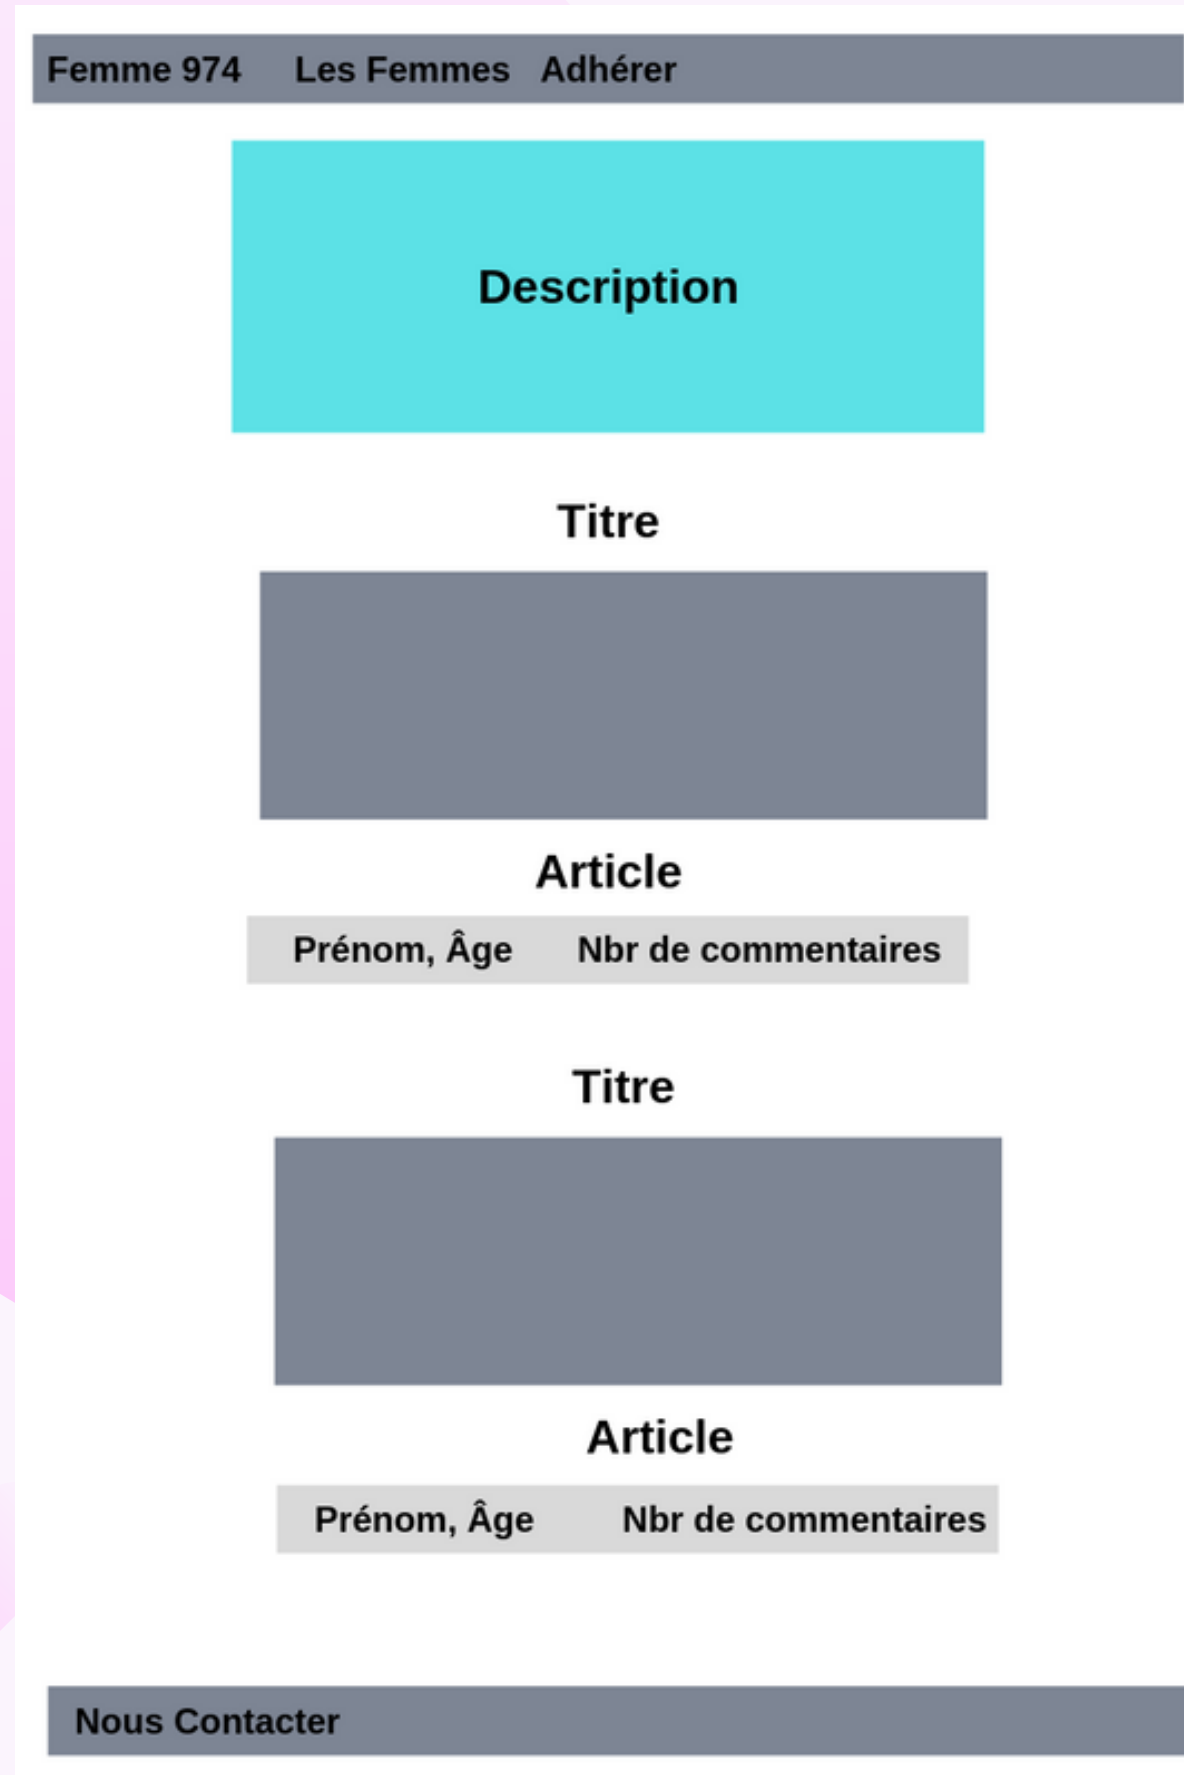 Femme 974 Les Femmes Adhérer
Description
Titre
Article
Prénom, Âge Nbr de commentaires
Titre
Article
Prénom, Âge Nbr de commentaires
Nous Contacter